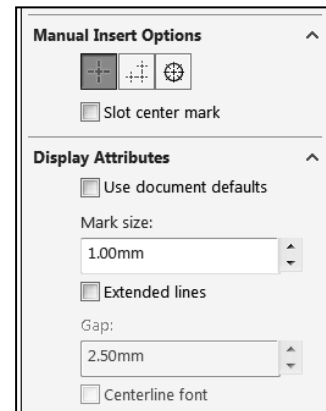 Manual Insert Options
Slot center mark
Display Attributes
Use document defaults
Mark size:
1.00mm
Extended lines
Gap:
2.50mm
Centerline font